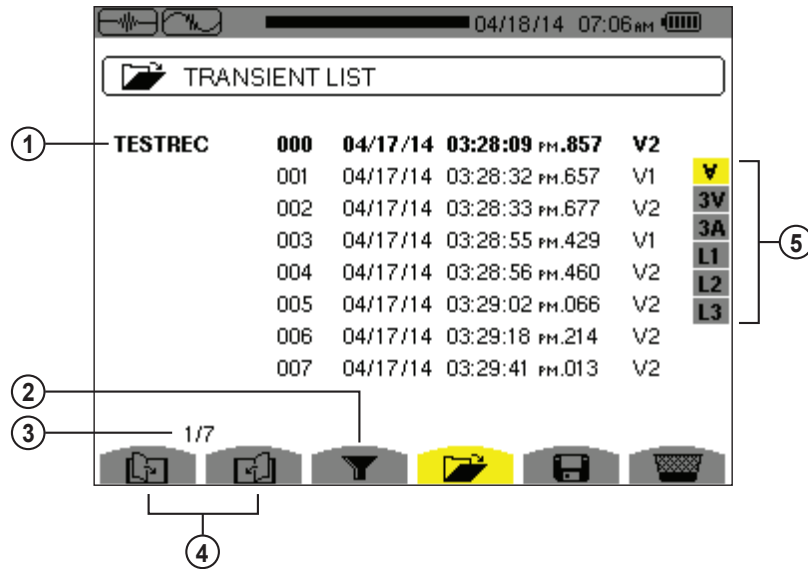 04/18/14 07:06AM
TRANSIENT LIST
1 TESTREC 000 04/17/14 03:28:09 PM.857 V2
001 04/17/14 03:28:32 PM.657 V1
002 04/17/14 03:28:33 PM.677 V2
003 04/17/14 03:28:55 PM.429 V1
004 04/17/14 03:28:56 PM.460 V2
005 04/17/14 03:29:02 PM.066 V2
006 04/17/14 03:29:18 PM.214 V2
007 04/17/14 03:29:41 PM.013 V2
∀
3V
3A
L1
L2
L3
5
2
3 1/7
4